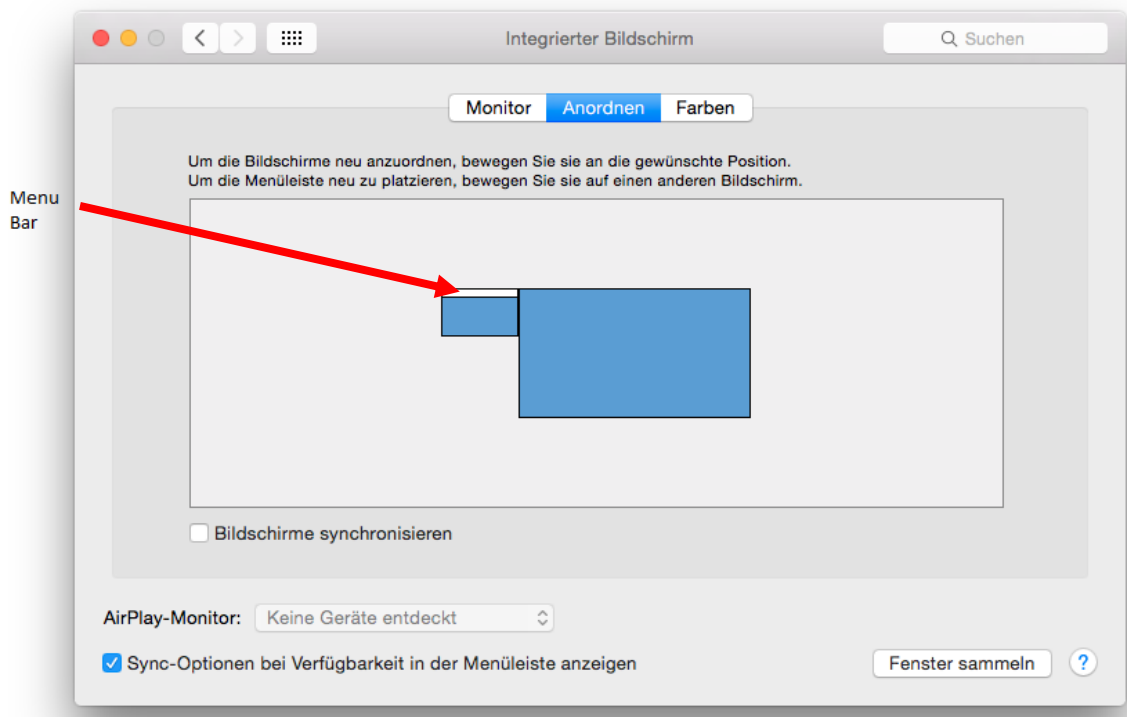 Integrierter Bildschirm
Suchen
Monitor Anordnen Farben
Um die Bildschirme neu anzuordnen, bewegen Sie sie an die gewünschte Position.
Um die Menüleiste neu zu platzieren, bewegen Sie sie auf einen anderen Bildschirm.
Menu
Bar
Bildschirme synchronisieren
AirPlay-Monitor: Keine Geräte entdeckt
Sync-Optionen bei Verfügbarkeit in der Menüleiste anzeigen
Fenster sammeln ?